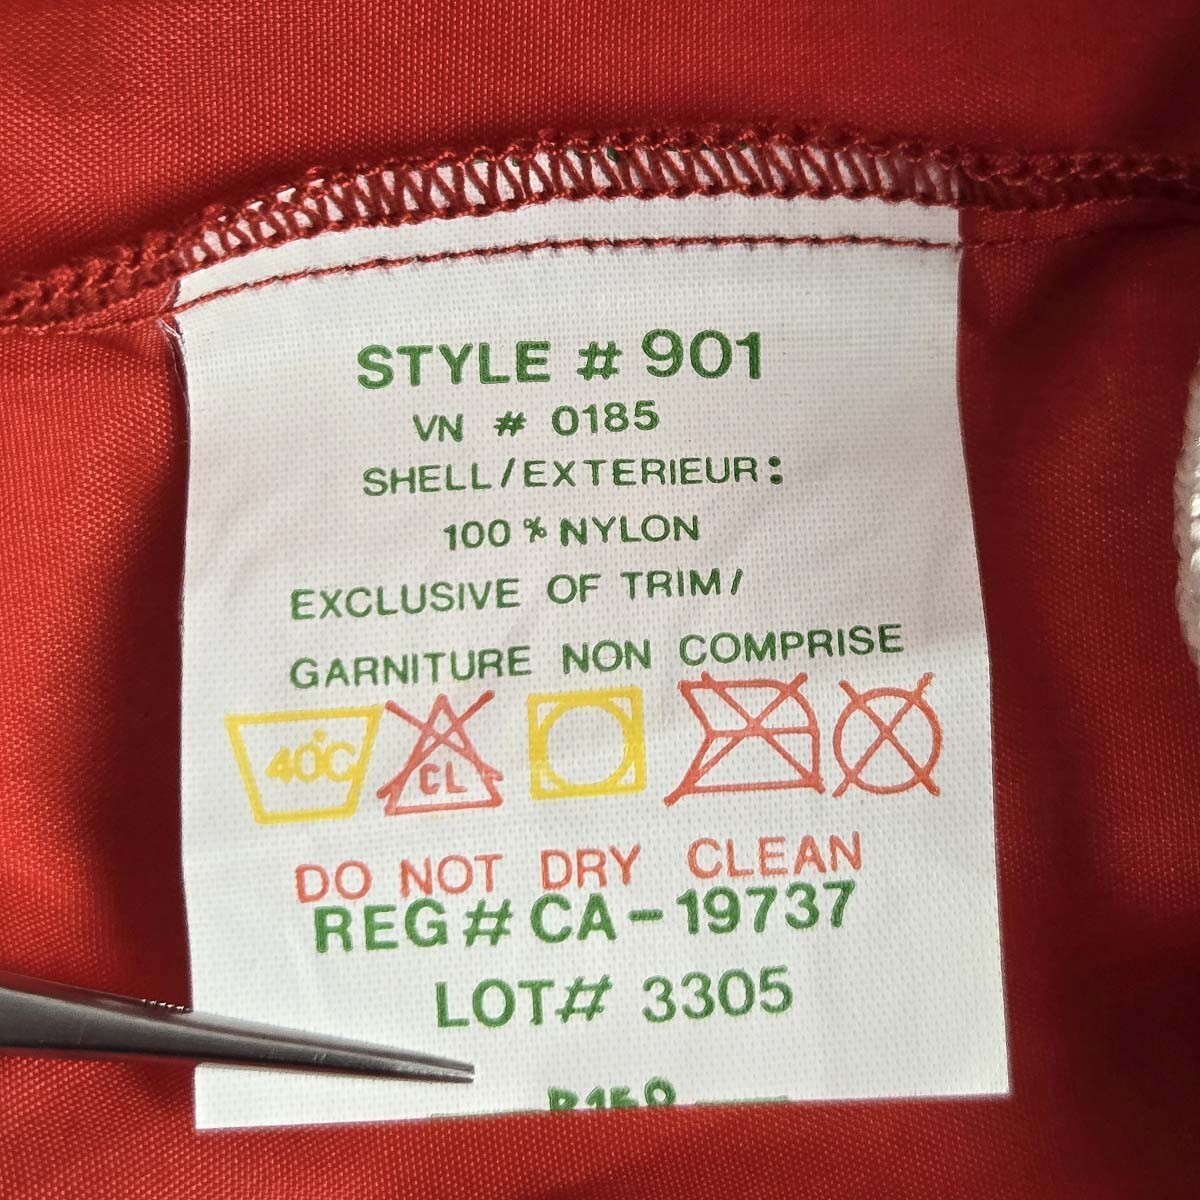 STYLE # 901
VN # 0185
SHELL/EXTERIEUR:
100% NYLON
EXCLUSIVE OF TRIM/
GARNITURE NON COMPRISE
40°C CL
DO NOT DRY CLEAN
REG# CA-19737
LOT# 3305